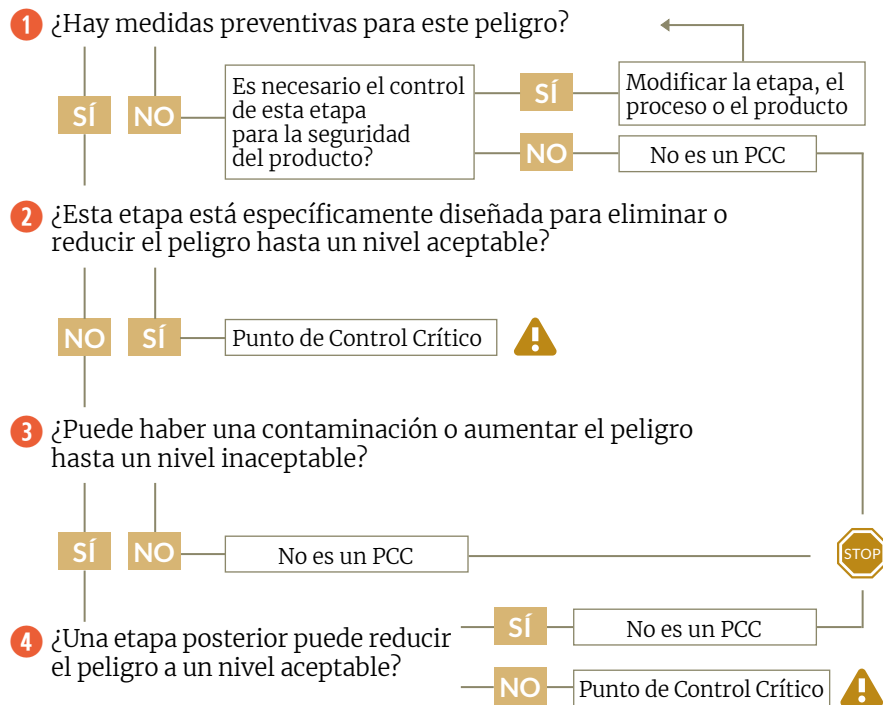 1 ¿Hay medidas preventivas para este peligro?
SÍ
NO
Es necesario el control
de esta etapa
para la seguridad
del producto?
SÍ
Modificar la etapa, el
proceso o el producto
NO
No es un PCC
2 ¿Esta etapa está específicamente diseñada para eliminar o
reducir el peligro hasta un nivel aceptable?
NO
SÍ
Punto de Control Crítico
3 ¿Puede haber una contaminación o aumentar el peligro
hasta un nivel inaceptable?
SÍ
NO
No es un PCC
STOP
4 ¿Una etapa posterior puede reducir
el peligro a un nivel aceptable?
SÍ
No es un PCC
NO
Punto de Control Crítico